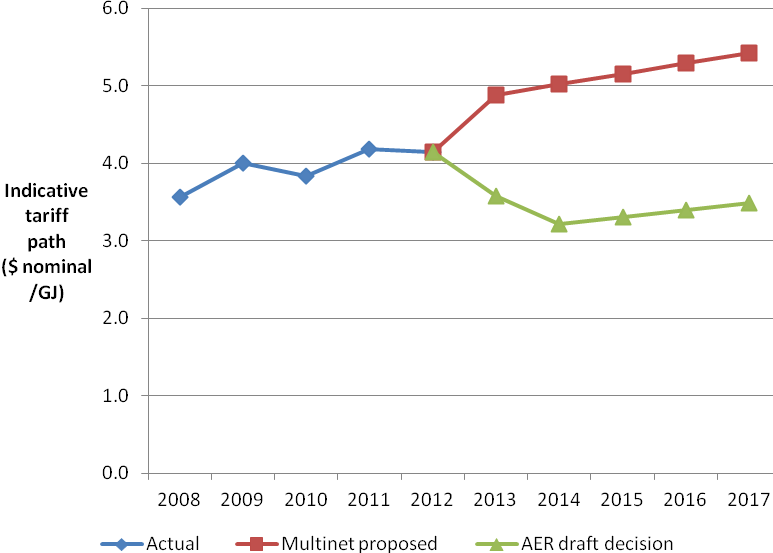 6.0
5.0
4.0
3.0
2.0
1.0
0.0
Indicative
tariff
path
($ nominal
/GJ)
2008 2009 2010 2011 2012 2013 2014 2015 2016 2017
Actual Multinet proposed AER draft decision